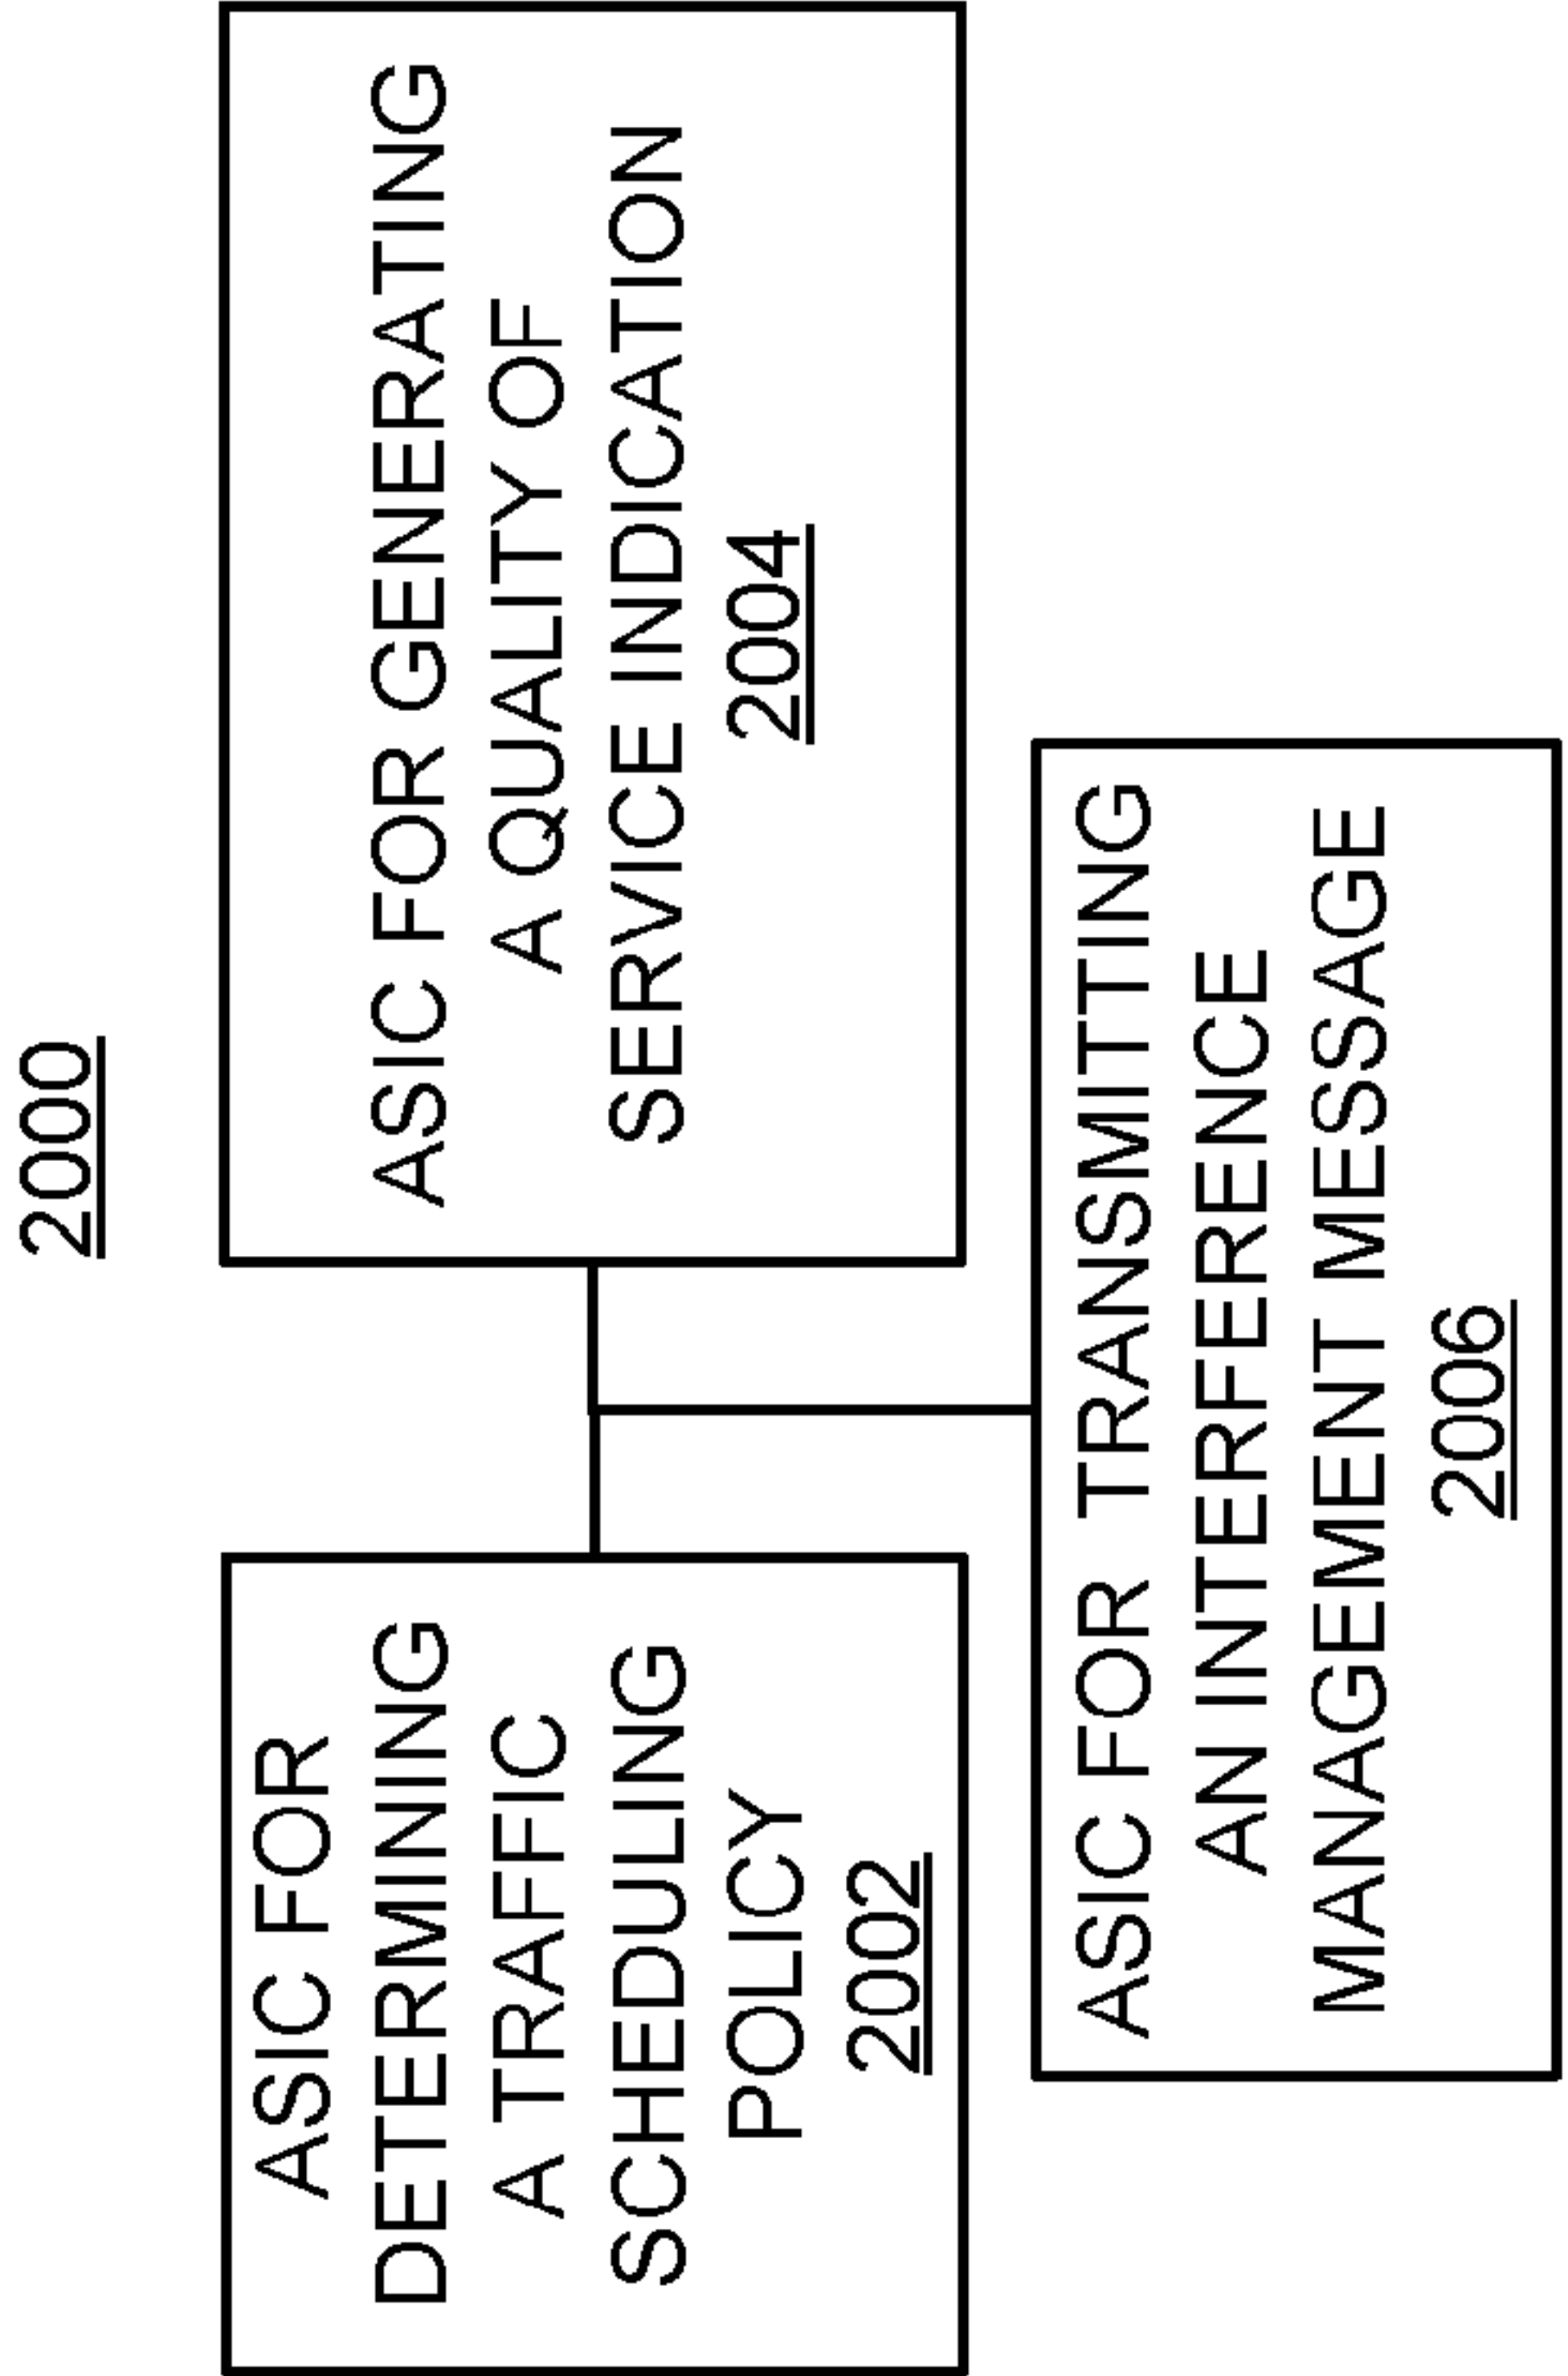 2000
ASIC FOR
DETERMINING
A TRAFFIC
SCHEDULING
POLICY
2002
ASIC FOR GENERATING
A QUALITY OF
SERVICE INDICATION
2004
ASIC FOR TRANSMITTING
AN INTERFERENCE
MANAGEMENT MESSAGE
2006